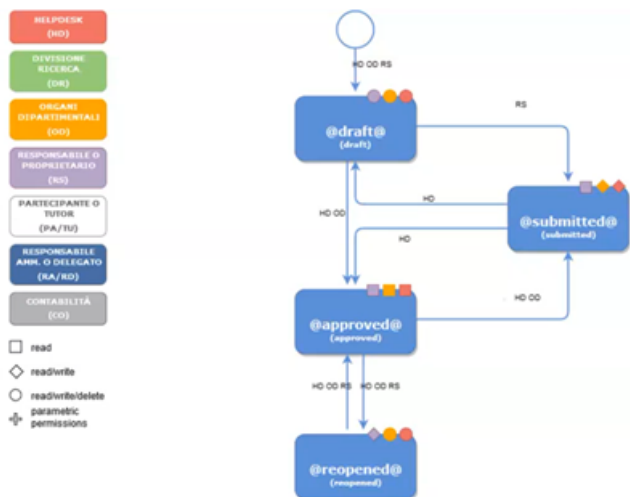 HELPDESK
(HD)
DIVISIONE
RICERCA
(DR)
ORGANI
DIPARTIMENTALI
(OD)
RESPONSABILE O
PROPRIETARIO
(RS)
PARTECIPANTE O
TUTOR
(PA/TU)
RESPONSABILE
AMM. O DELEGATO
(RA/RD)
CONTABILITÀ
(CO)
read
read/write
read/write/delete
parametric
permissions
HD OD RS
@draft@
(draft)
RS
HD OD
HD
@submitted@
(submitted)
HD
@approved@
(approved)
HD OD
HD OD RS
HD OD RS
@reopened@
(reopened)